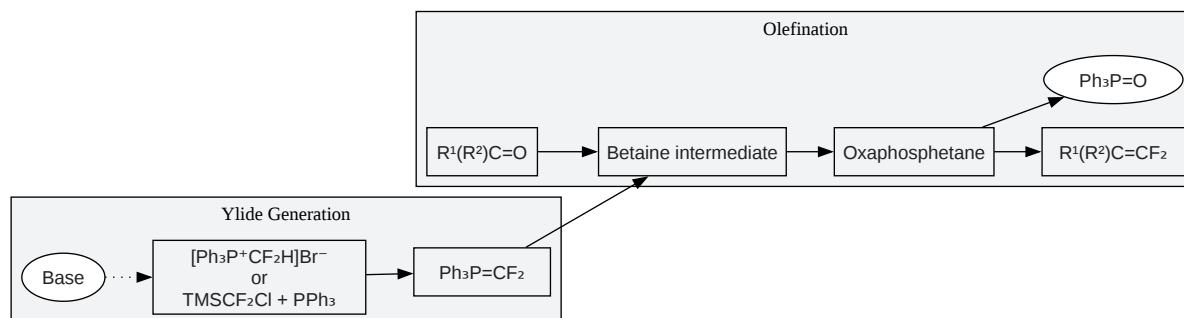 Olefination
Ph₃P=O
R¹(R²)C=O
Betaine intermediate
Oxaphosphetane
R¹(R²)C=CF₂
Ylide Generation
Base
[Ph₃P⁺CF₂H]Br⁻
or
TMSCF₂Cl + PPh₃
Ph₃P=CF₂